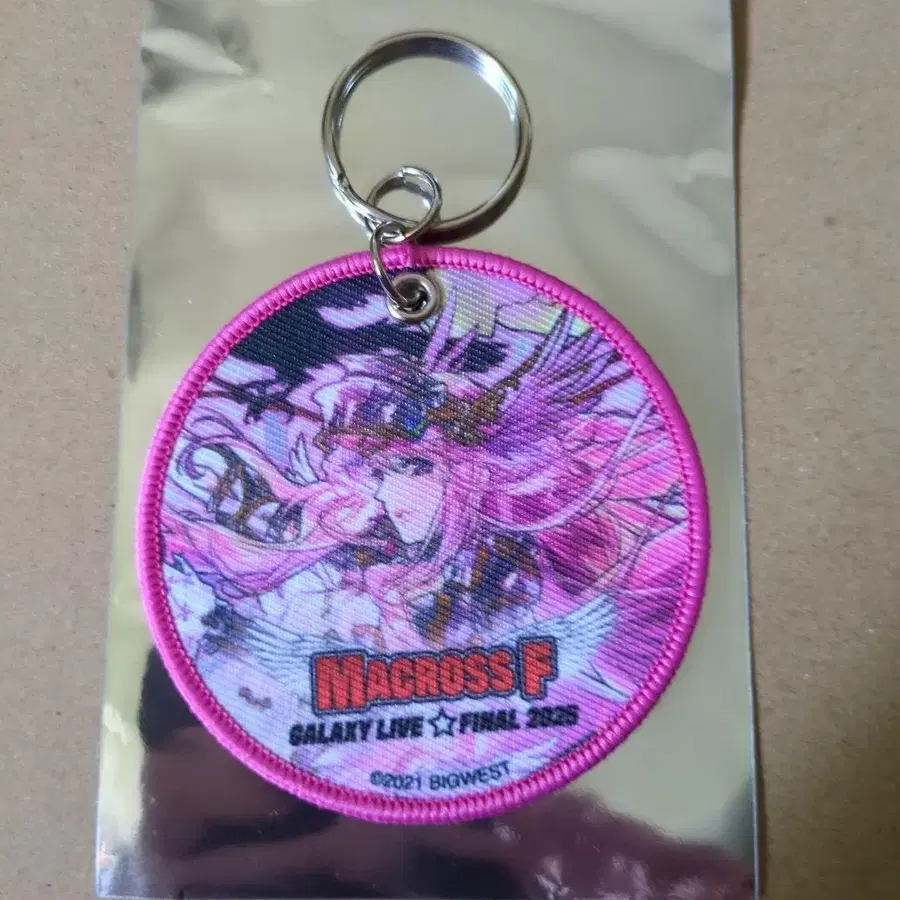 MACROSS F
GALAXY LIVE ☆ FINAL 2025
©2021 BIGWEST